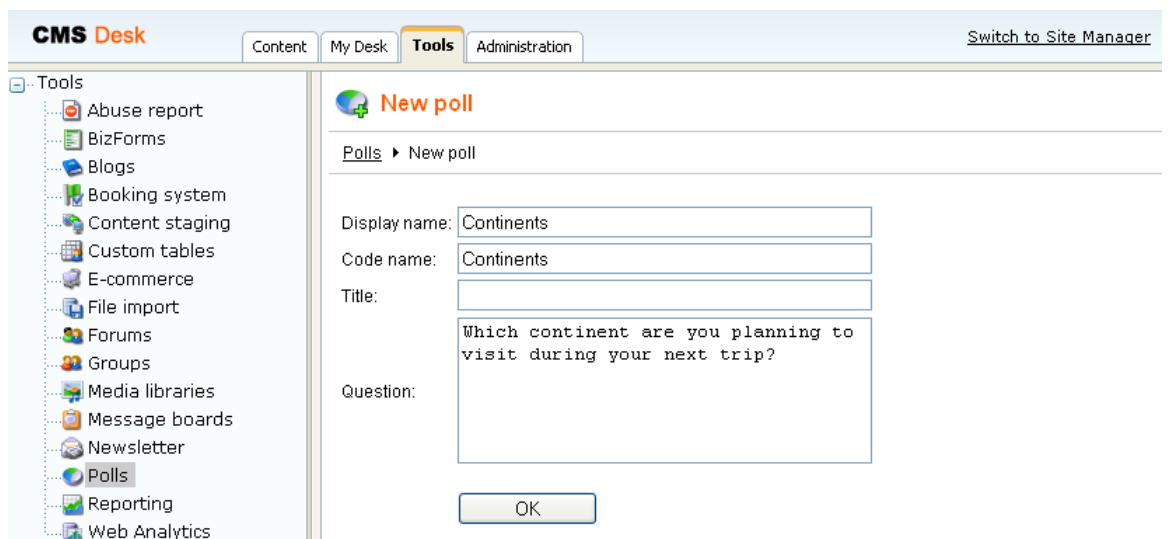 CMS Desk
Content
My Desk
Tools
Administration
Switch to Site Manager
Tools
Abuse report
BizForms
Blogs
Booking system
Content staging
Custom tables
E-commerce
File import
Forums
Groups
Media libraries
Message boards
Newsletter
Polls
Reporting
Web Analytics
New poll
Polls ▸ New poll
Display name: Continents
Code name: Continents
Title:
Question:
Which continent are you planning to
visit during your next trip?
OK